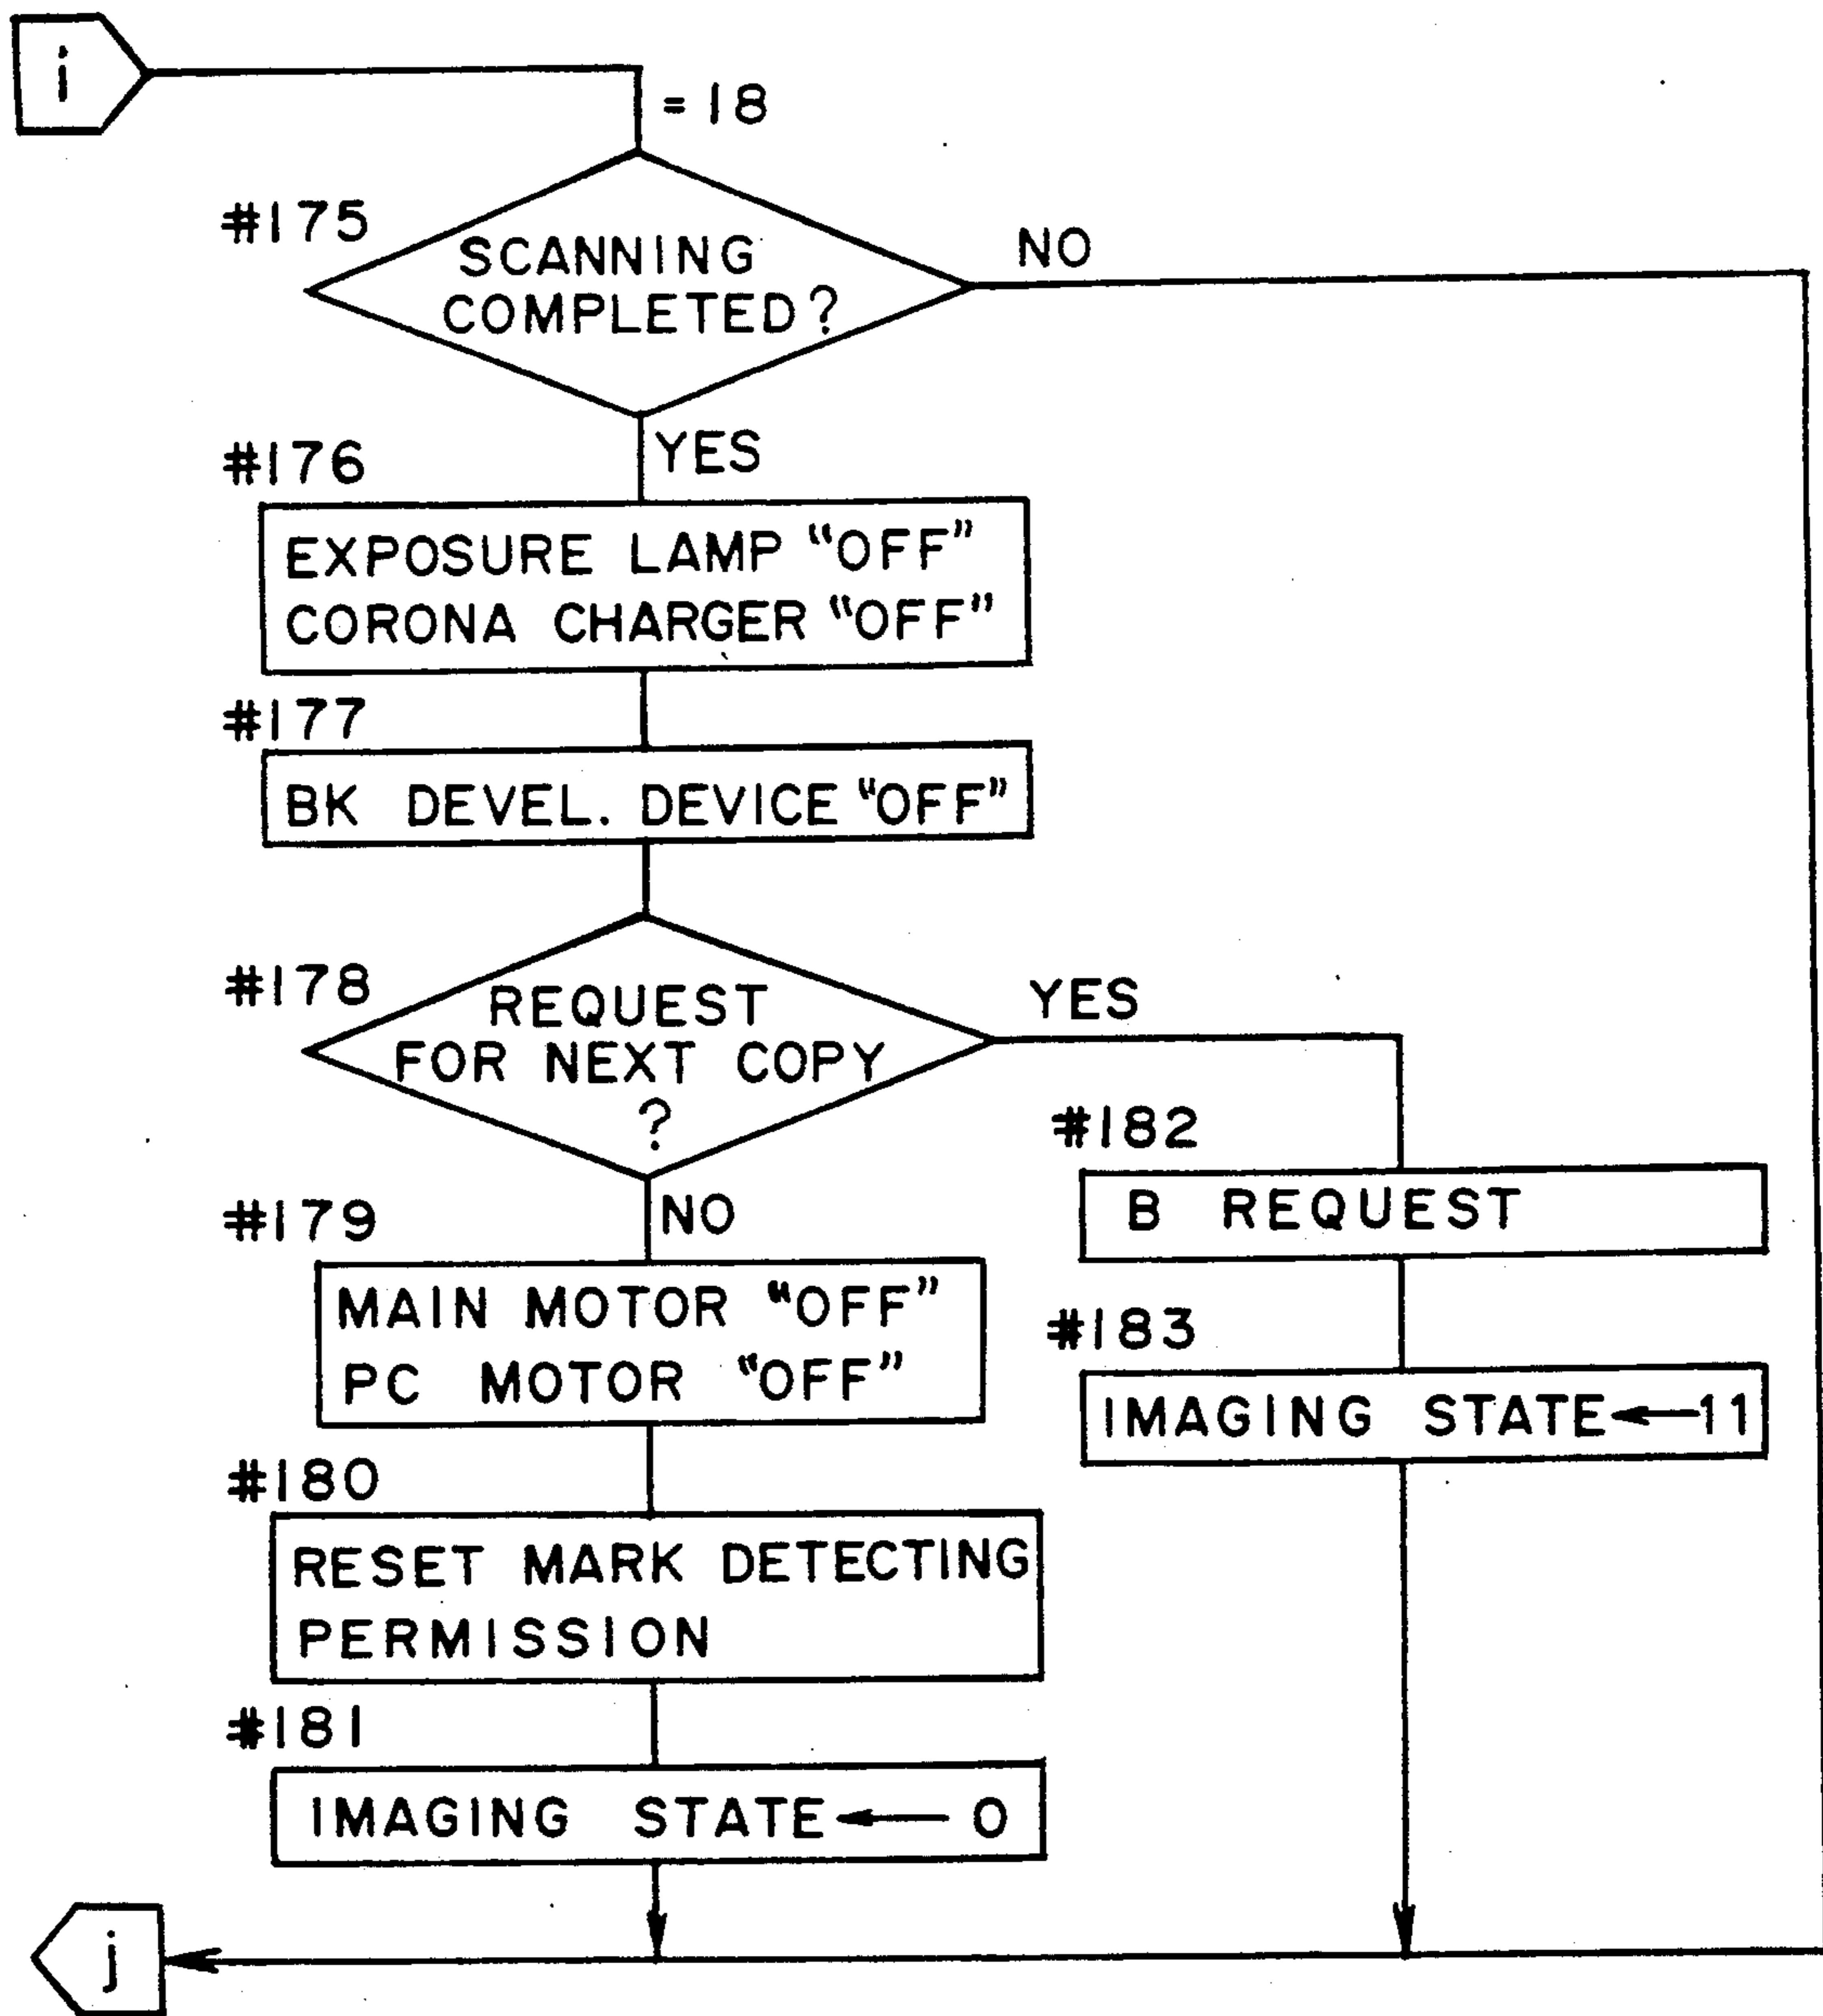 i
=18
#175
SCANNING
COMPLETED?
NO
YES
#176
EXPOSURE LAMP “OFF”
CORONA CHARGER “OFF”
#177
BK DEVEL. DEVICE “OFF”
#178
REQUEST
FOR NEXT COPY
?
YES
NO
#179
MAIN MOTOR “OFF”
PC MOTOR “OFF”
#180
RESET MARK DETECTING
PERMISSION
#181
IMAGING STATE ← 0
#182
B REQUEST
#183
IMAGING STATE ← 11
j